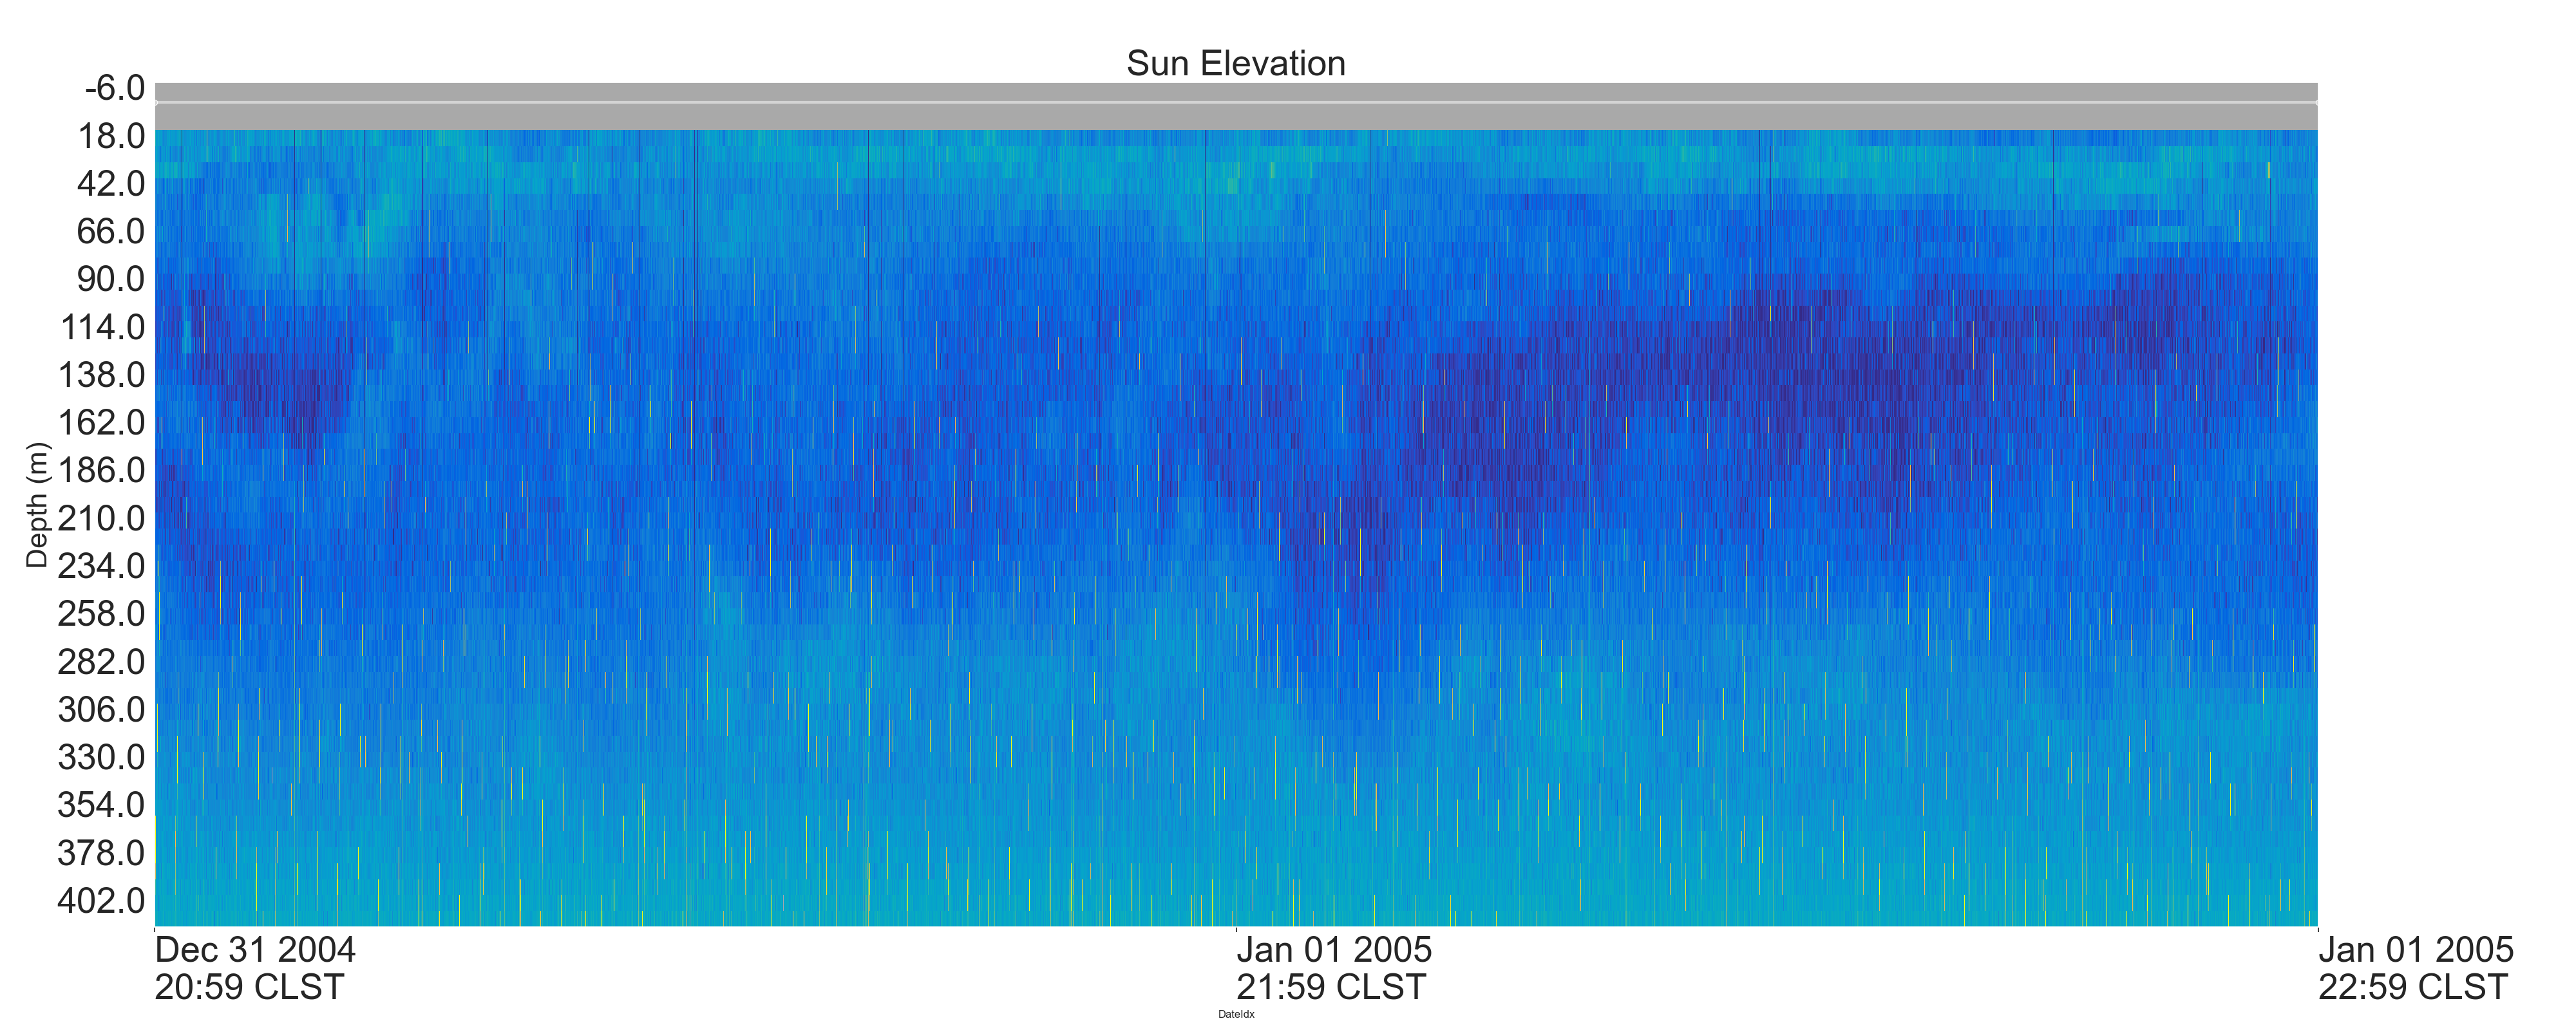 Sun Elevation
-6.0
18.0
42.0
66.0
90.0
114.0
138.0
162.0
186.0
210.0
234.0
258.0
282.0
306.0
330.0
354.0
378.0
402.0
Depth (m)
Dec 31 2004
20:59 CLST
Jan 01 2005
21:59 CLST
Jan 01 2005
22:59 CLST
DateIdx